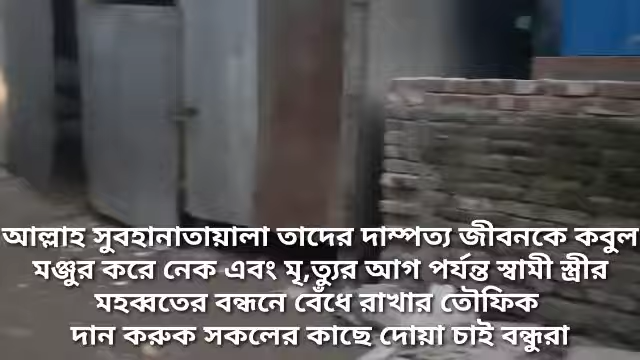 আল্লাহ সুবহানাতায়ালা তাদের দাম্পত্য জীবনকে কবুল
মঞ্জুর করে নেক এবং মৃ,ত্যুর আগ পর্যন্ত স্বামী স্ত্রীর
মহব্বতের বন্ধনে বেঁধে রাখার তৌফিক
দান করুক সকলের কাছে দোয়া চাই বন্ধুরা